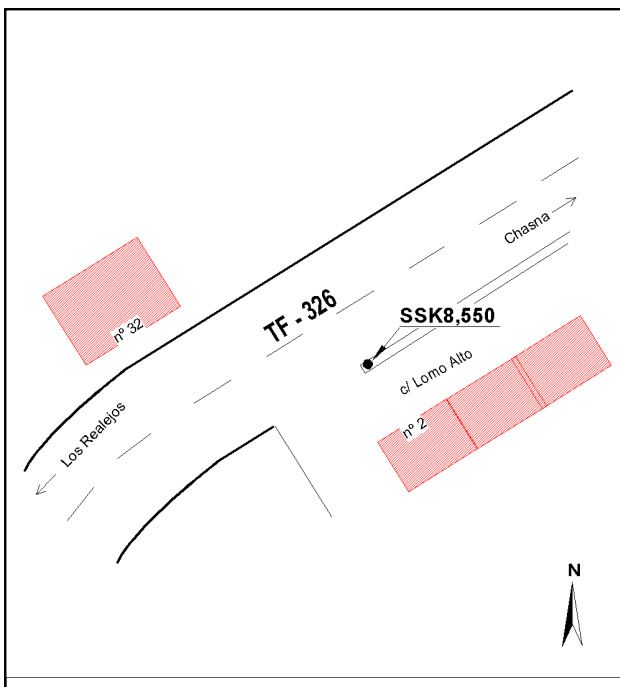 Chasna
TF - 326
SSK8,550
nº 32
c/ Lomo Alto
nº 2
Los Realejos
N